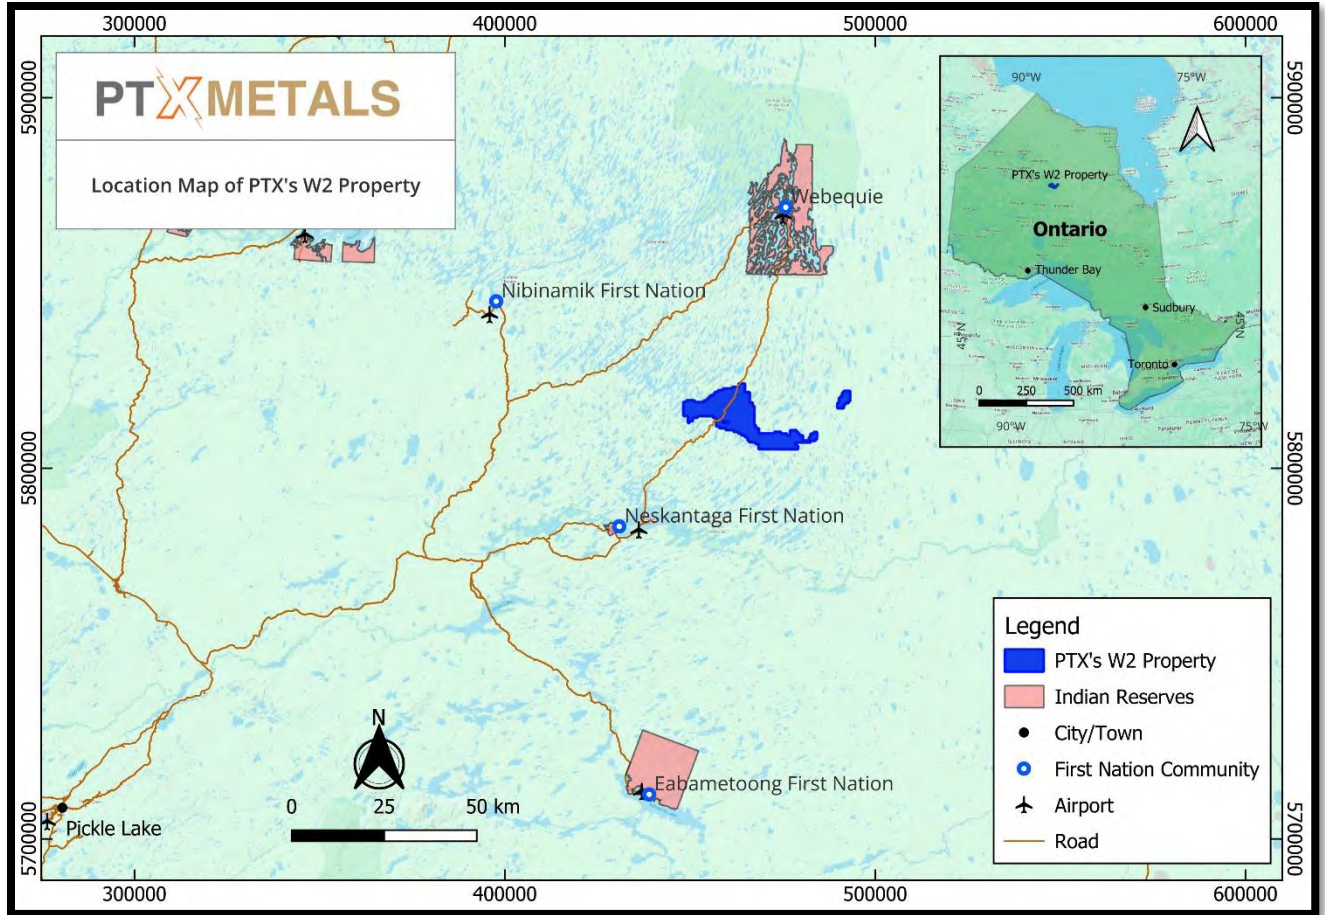 300000
400000
500000
600000
5900000
5900000
PTXMETALS
Location Map of PTX's W2 Property
90°W
75°W
PTX's W2 Property
Ontario
Thunder Bay
Sudbury
45°N
45°N
Toronto
0 250 500 km
90°W
75°W
Webequie
Nibinamik First Nation
5800000
5800000
Neskantaga First Nation
Legend
PTX's W2 Property
Indian Reserves
City/Town
First Nation Community
Airport
Road
N
0 25 50 km
Eabametoong First Nation
Pickle Lake
5700000
5700000
300000
400000
500000
600000